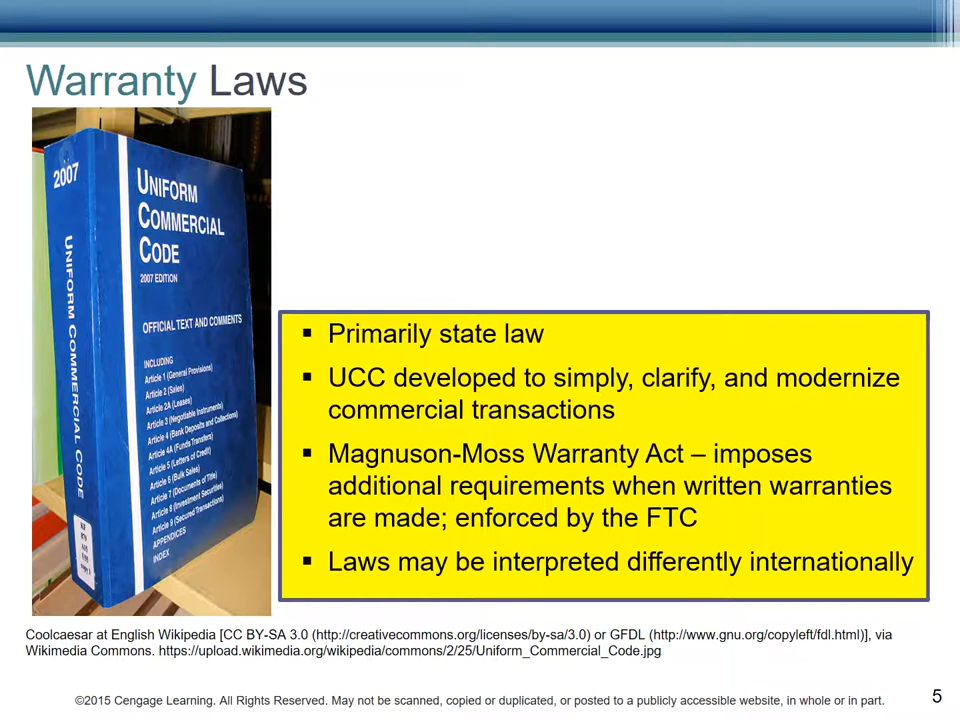 Warranty Laws
2007
UNIFORM COMMERCIAL CODE
UNIFORM
COMMERCIAL
CODE
2007 EDITION
OFFICIAL TEXT AND COMMENTS
INCLUDING
Article 1 (General Provisions)
Article 2 (Sales)
Article 2A (Leases)
Article 3 (Negotiable Instruments)
Article 4 (Bank Deposits and Collections)
Article 4A (Funds Transfers)
Article 5 (Letters of Credit)
Article 6 (Bulk Sales)
Article 7 (Documents of Title)
Article 8 (Investment Securities)
Article 9 (Secured Transactions)
APPENDICES
INDEX
▪ Primarily state law
▪ UCC developed to simply, clarify, and modernize
commercial transactions
▪ Magnuson-Moss Warranty Act – imposes
additional requirements when written warranties
are made; enforced by the FTC
▪ Laws may be interpreted differently internationally
Coolcaesar at English Wikipedia [CC BY-SA 3.0 (http://creativecommons.org/licenses/by-sa/3.0) or GFDL (http://www.gnu.org/copyleft/fdl.html)], via
Wikimedia Commons. https://upload.wikimedia.org/wikipedia/commons/2/25/Uniform_Commercial_Code.jpg
©2015 Cengage Learning. All Rights Reserved. May not be scanned, copied or duplicated, or posted to a publicly accessible website, in whole or in part.
5